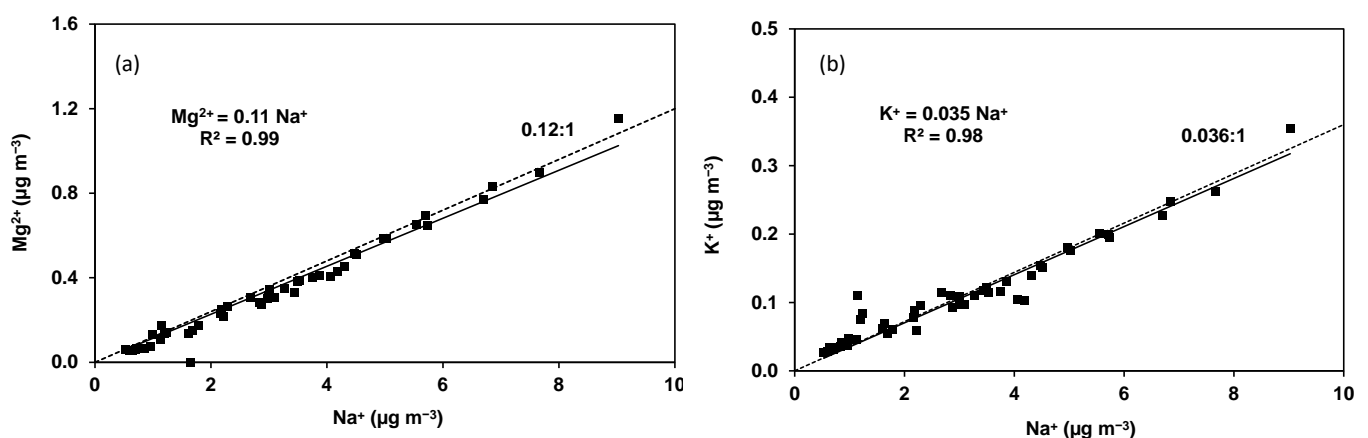 (a)
Mg²⁺ = 0.11 Na⁺
R² = 0.99
0.12:1
1.6
1.2
0.8
0.4
0.0
Mg²⁺ (µg m⁻³)
0 2 4 6 8 10
Na⁺ (µg m⁻³)
(b)
K⁺ = 0.035 Na⁺
R² = 0.98
0.036:1
0.5
0.4
0.3
0.2
0.1
0.0
K⁺ (µg m⁻³)
0 2 4 6 8 10
Na⁺ (µg m⁻³)